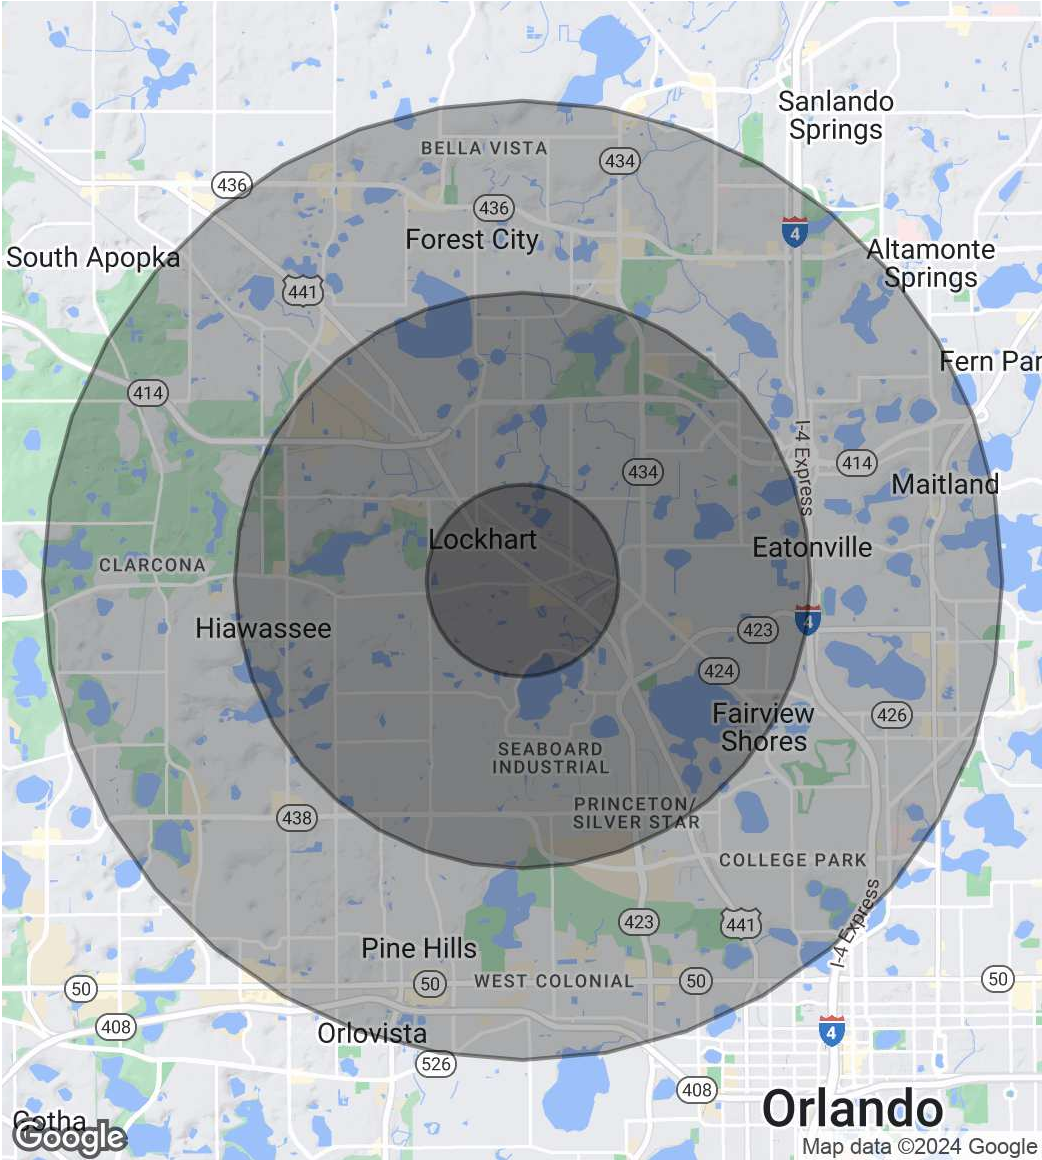 Sanlando
Springs
BELLA VISTA
434
436
436
Forest City
4
South Apopka
Altamonte
Springs
441
Fern Par
414
I-4 Express
434
414
Maitland
Lockhart
Eatonville
CLARCONA
Hiawassee
423
4
424
Fairview
Shores
426
SEABOARD
INDUSTRIAL
PRINCETON/
SILVER STAR
438
COLLEGE PARK
I-4 Express
423
441
Pine Hills
50
50
WEST COLONIAL
50
50
408
Orlovista
4
526
408
Orlando
Gotha
Google
Map data ©2024 Google